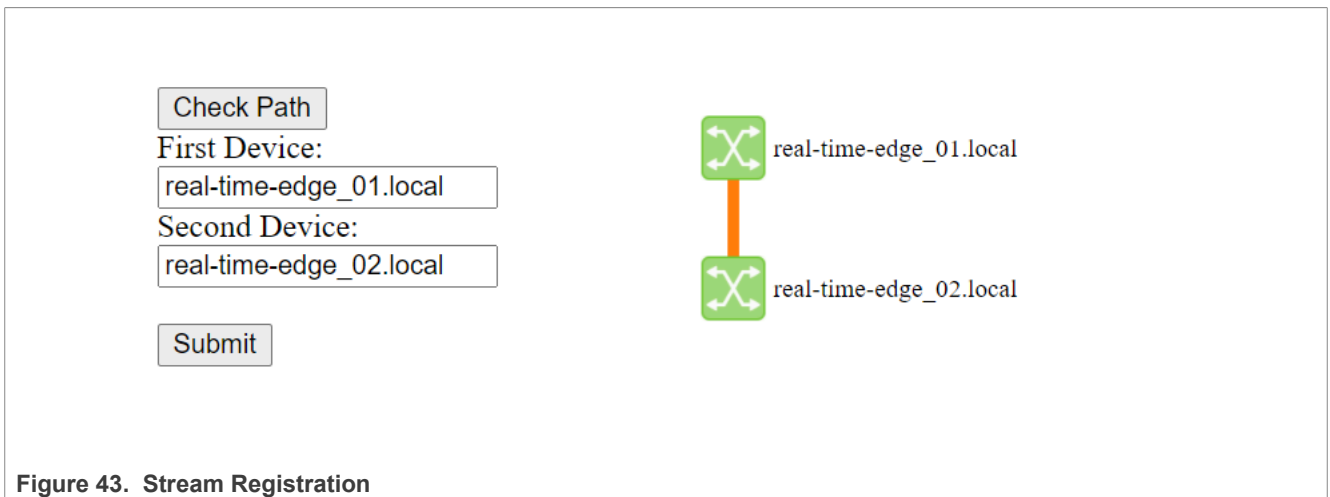 Check Path
First Device:
real-time-edge_01.local
Second Device:
real-time-edge_02.local
Submit
real-time-edge_01.local
real-time-edge_02.local
Figure 43. Stream Registration